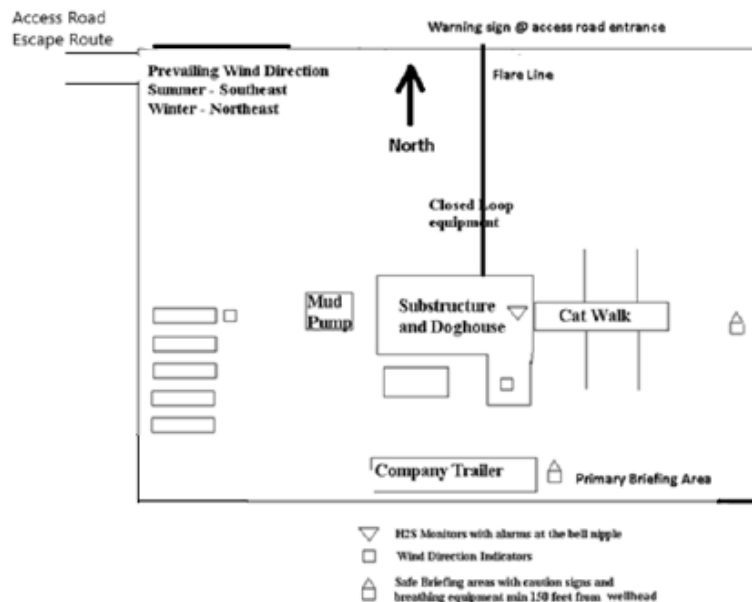 Access Road
Escape Route
Warning sign @ access road entrance
Prevailing Wind Direction
Summer - Southeast
Winter - Northeast
Flare Line
North
Closed Loop
equipment
Mud
Pump
Substructure
and Doghouse
Cat Walk
Company Trailer
Primary Briefing Area
H2S Monitors with alarms at the bell nipple
Wind Direction Indicators
Safe Briefing areas with caution signs and
breathing equipment min 150 feet from wellhead